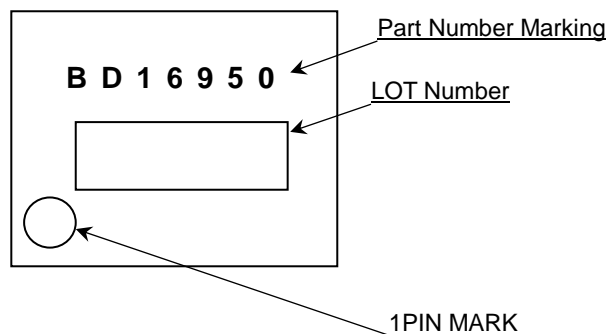 Part Number Marking
B D 1 6 9 5 0
LOT Number
1PIN MARK